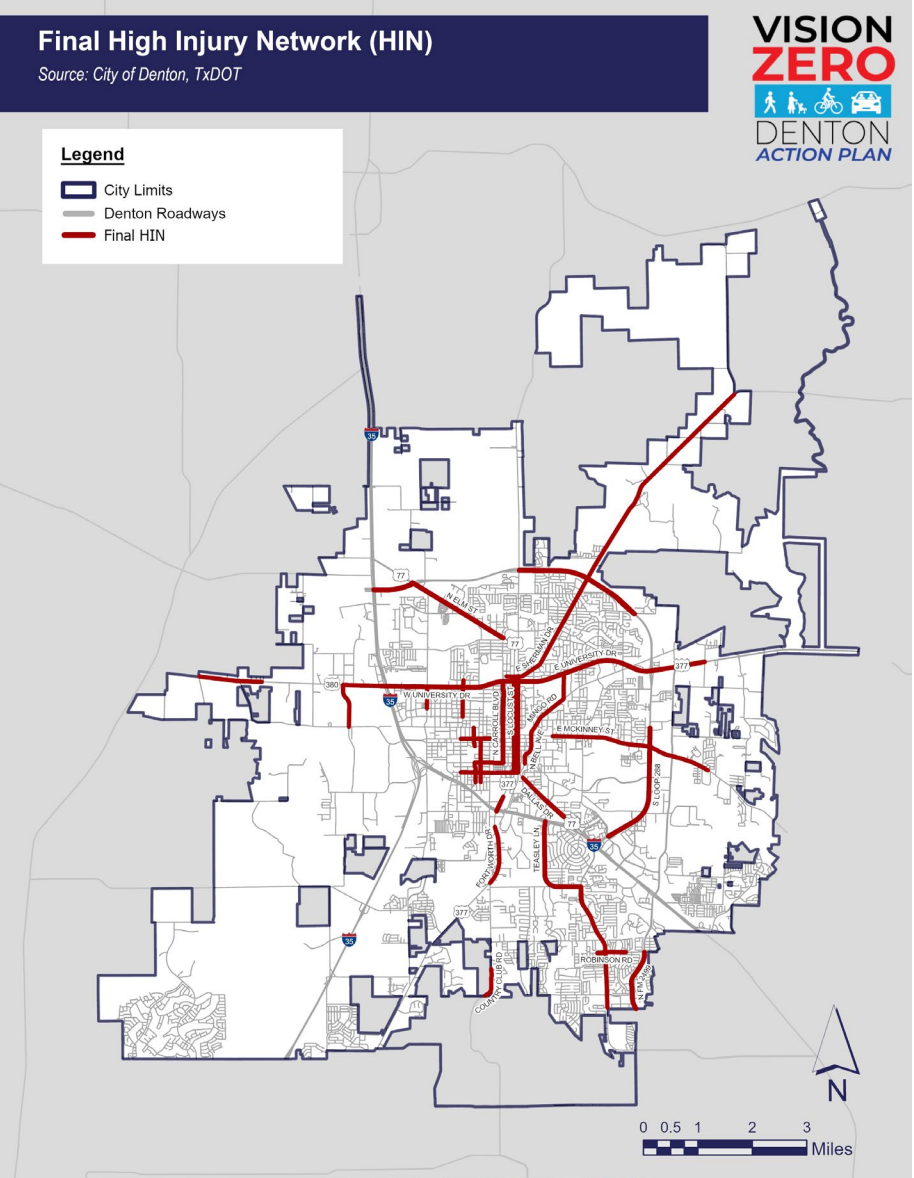 Final High Injury Network (HIN)
Source: City of Denton, TxDOT
VISION
ZERO
DENTON
ACTION PLAN
Legend
City Limits
Denton Roadways
Final HIN
35
77
N ELM ST
77
E SHERMAN DR
E UNIVERSITY DR
377
380
W UNIVERSITY DR
35
N CARROLL BLVD
S LOCUST ST
MINGO RD
N BELL AVE
E MCKINNEY ST
S LOOP 288
377
DALLAS DR
77
35
FORT WORTH DR
TEASLEY LN
377
35
ROBINSON RD
N FM 2499
COUNTRY CLUB RD
N
0 0.5 1 2 3
Miles